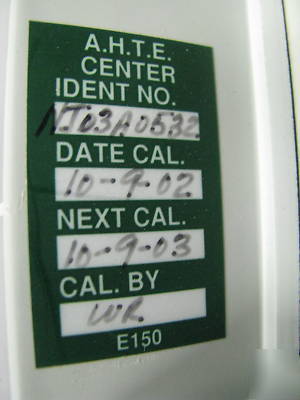 A.H.T.E.
CENTER
IDENT NO.
NT03A0532
DATE CAL.
10-9-02
NEXT CAL.
10-9-03
CAL. BY
WR
E150